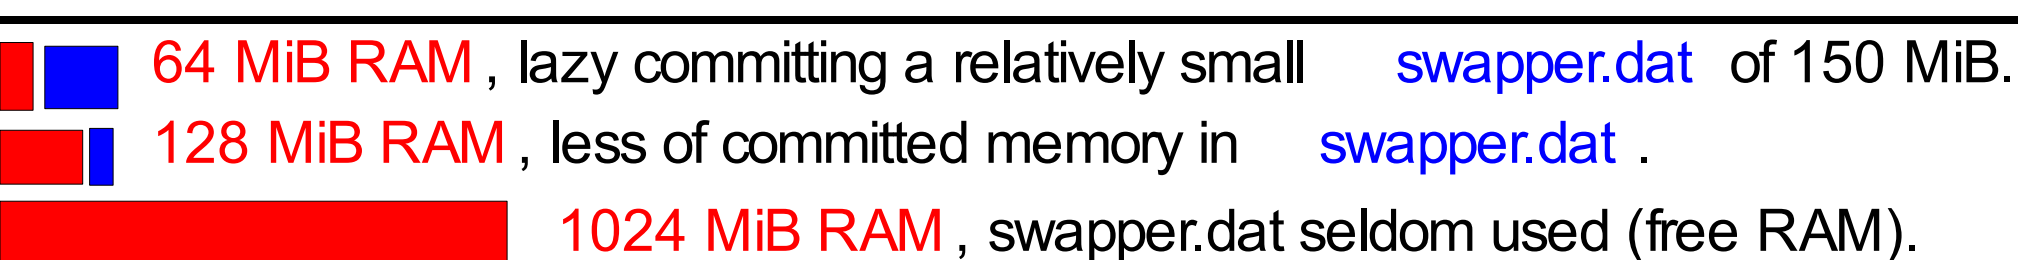 64 MiB RAM, lazy committing a relatively small swapper.dat of 150 MiB.
128 MiB RAM, less of committed memory in swapper.dat.
1024 MiB RAM, swapper.dat seldom used (free RAM).